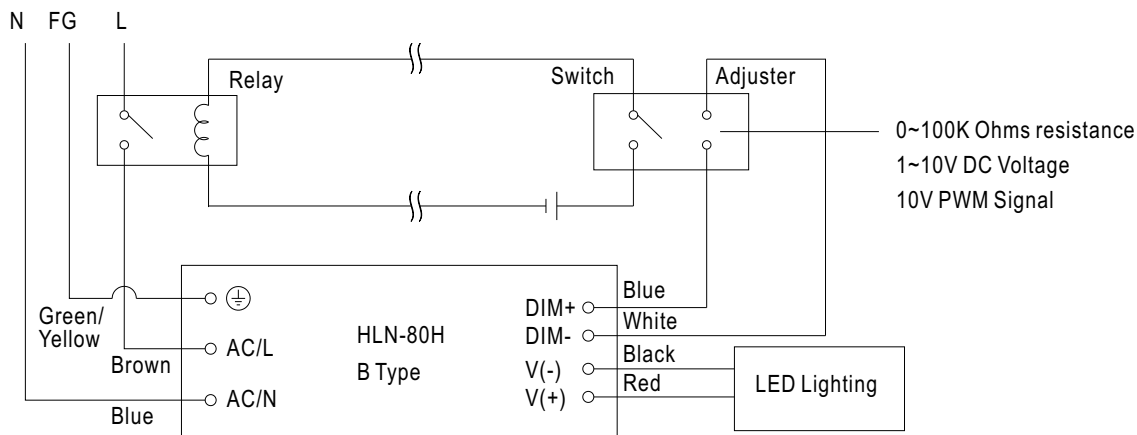 N FG L
Relay
Switch
Adjuster
0~100K Ohms resistance
1~10V DC Voltage
10V PWM Signal
Green/
Yellow
Brown
Blue
AC/L
AC/N
HLN-80H
B Type
DIM+
DIM-
V(-)
V(+)
Blue
White
Black
Red
LED Lighting